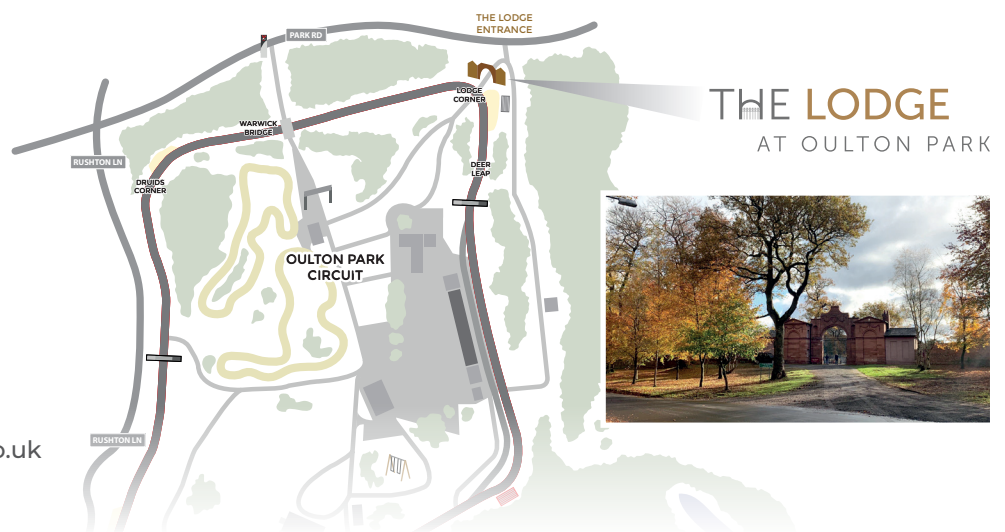 THE LODGE
ENTRANCE
PARK RD
LODGE
CORNER
THE LODGE
AT OULTON PARK
WARWICK
BRIDGE
RUSHTON LN
DEER
LEAP
DRUIDS
CORNER
OULTON PARK
CIRCUIT
RUSHTON LN
o.uk